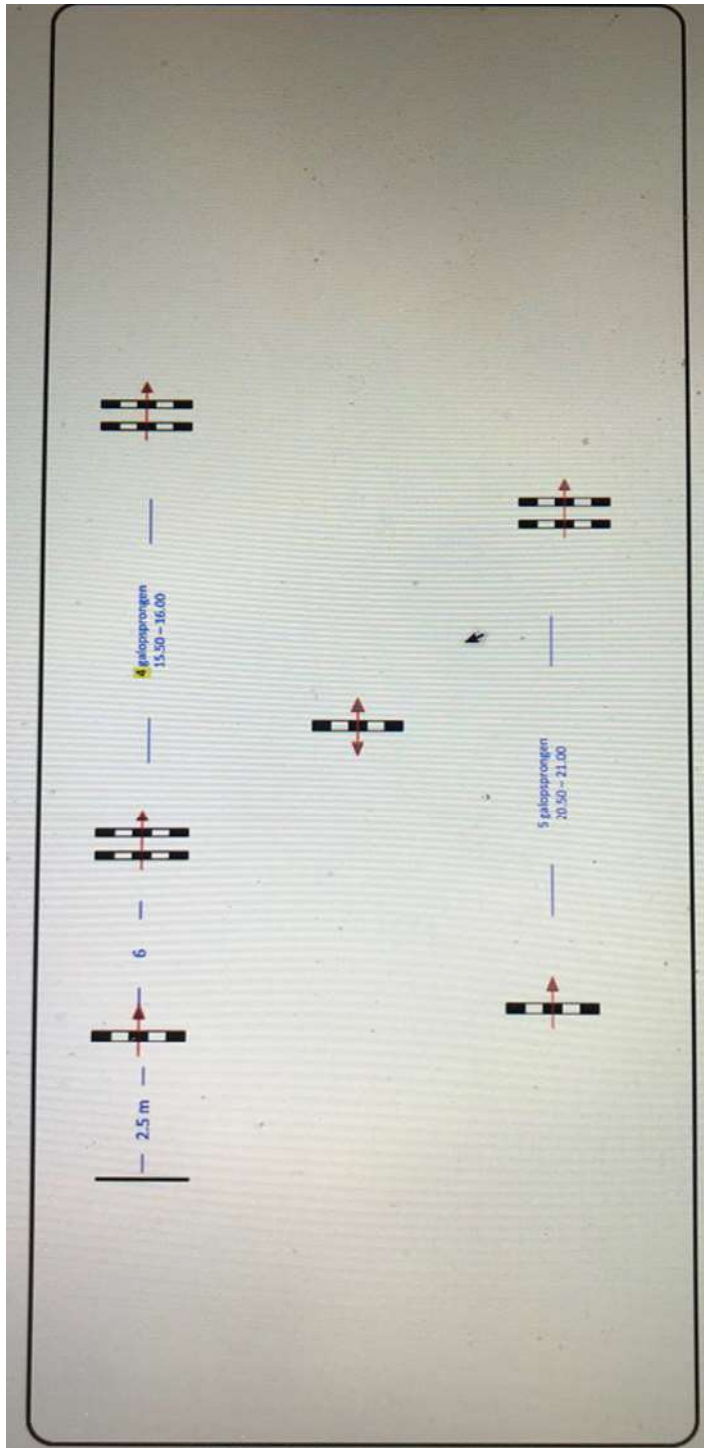 4 galopsprongen
15.50 – 16.00
6
2.5 m
5 galopsprongen
20.50 – 21.00